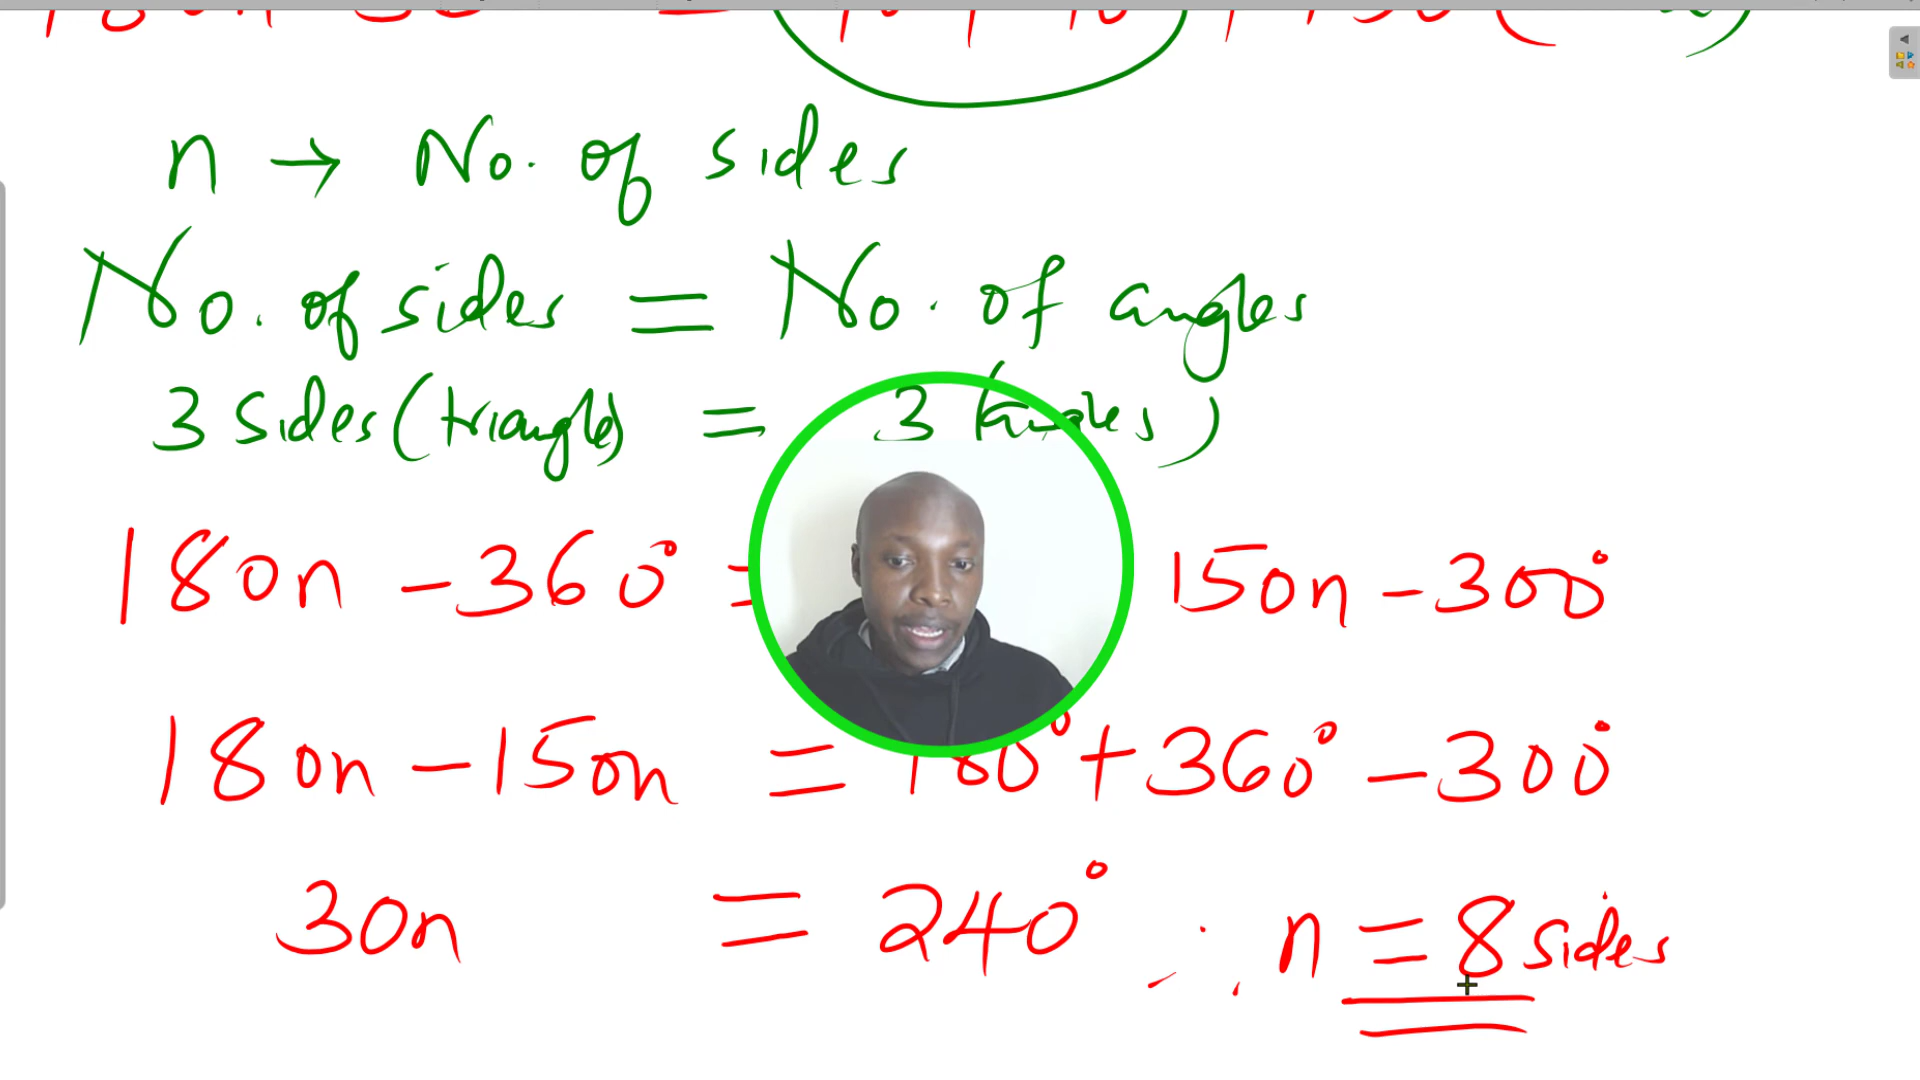 n → No. of sides
No. of sides = No. of angles
3 sides (triangle) = 3 (angles)
180n - 360° = 150n - 300°
180n - 150n = 180° + 360° - 300°
30n = 240° ∴ n = 8 sides